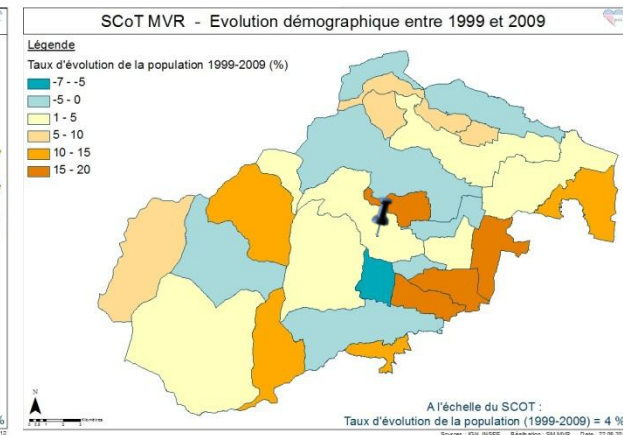 SCoT MVR - Evolution démographique entre 1999 et 2009
Légende
Taux d'évolution de la population 1999-2009 (%)
-7 - -5
-5 - 0
1 - 5
5 - 10
10 - 15
15 - 20
N
A l'échelle du SCOT :
Taux d'évolution de la population (1999-2009) = 4 %
%